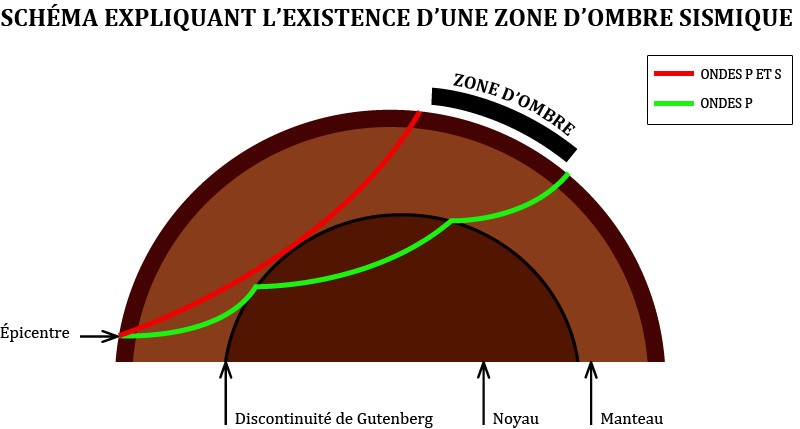 SCHÉMA EXPLIQUANT L’EXISTENCE D’UNE ZONE D’OMBRE SISMIQUE
ONDES P ET S
ONDES P
ZONE D’OMBRE
Épicentre
Discontinuité de Gutenberg
Noyau
Manteau